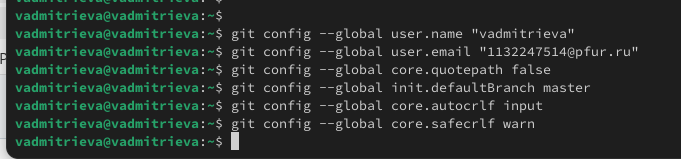 vadmitrieva@vadmitrieva:~$
vadmitrieva@vadmitrieva:~$ git config --global user.name "vadmitrieva"
vadmitrieva@vadmitrieva:~$ git config --global user.email "1132247514@pfur.ru"
vadmitrieva@vadmitrieva:~$ git config --global core.quotepath false
vadmitrieva@vadmitrieva:~$ git config --global init.defaultBranch master
vadmitrieva@vadmitrieva:~$ git config --global core.autocrlf input
vadmitrieva@vadmitrieva:~$ git config --global core.safecrlf warn
vadmitrieva@vadmitrieva:~$